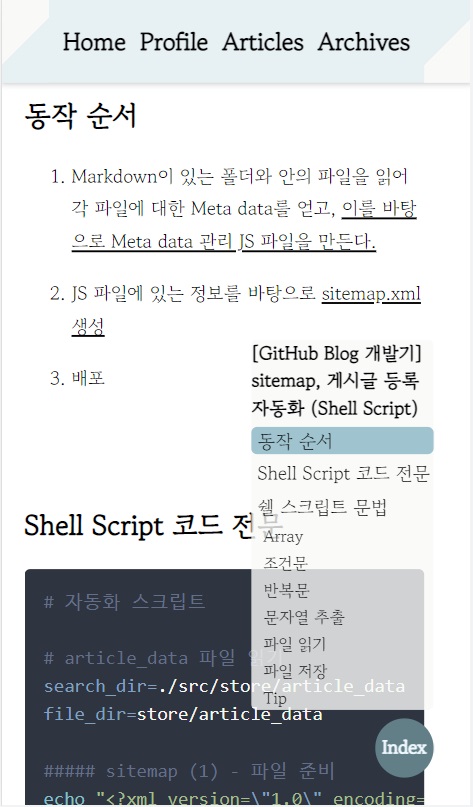 Home Profile Articles Archives
동작 순서
1. Markdown이 있는 폴더와 안의 파일을 읽어
각 파일에 대한 Meta data를 얻고, 이를 바탕
으로 Meta data 관리 JS 파일을 만든다.
2. JS 파일에 있는 정보를 바탕으로 sitemap.xml
생성
3. 배포
[GitHub Blog 개발기]
sitemap, 게시글 등록
자동화 (Shell Script)
동작 순서
Shell Script 코드 전문
쉘 스크립트 문법
Array
조건문
반복문
문자열 추출
파일 읽기
파일 저장
Tip
Index
Shell Script 코드 전문
# 자동화 스크립트
# article_data 파일 읽기
search_dir=./src/store/article_data
file_dir=store/article_data
##### sitemap (1) - 파일 준비
echo "<?xml version=\"1.0\" encoding=